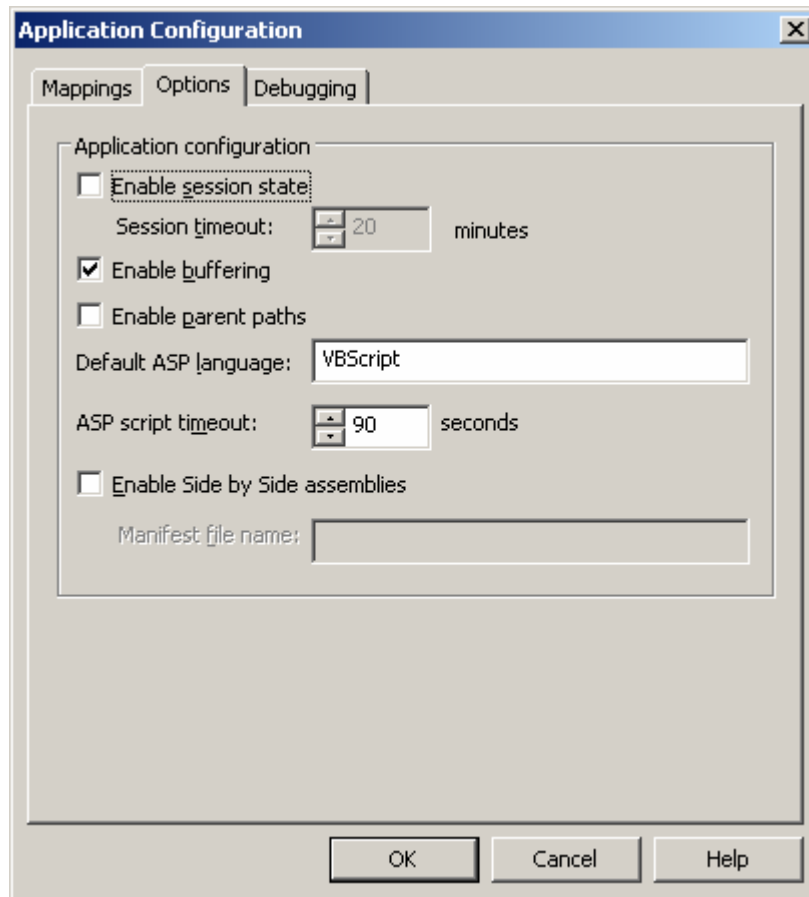 Application Configuration
Mappings Options Debugging
Application configuration
Enable session state
Session timeout: 20 minutes
Enable buffering
Enable parent paths
Default ASP language: VBScript
ASP script timeout: 90 seconds
Enable Side by Side assemblies
Manifest file name:
OK Cancel Help